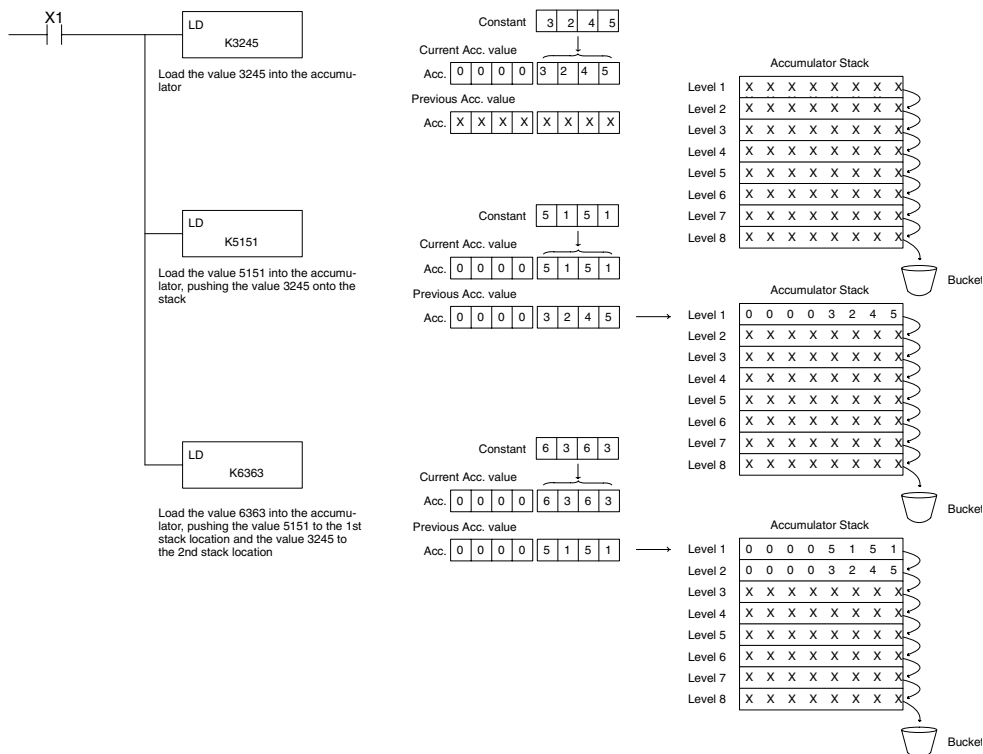 X1
LD
K3245
Load the value 3245 into the accumu-
lator
Constant 3 2 4 5
Current Acc. value
Acc. 0 0 0 0 3 2 4 5
Previous Acc. value
Acc. X X X X X X X X
Accumulator Stack
Level 1 X X X X X X X X
Level 2 X X X X X X X X
Level 3 X X X X X X X X
Level 4 X X X X X X X X
Level 5 X X X X X X X X
Level 6 X X X X X X X X
Level 7 X X X X X X X X
Level 8 X X X X X X X X
Bucket
LD
K5151
Load the value 5151 into the accumu-
lator, pushing the value 3245 onto the
stack
Constant 5 1 5 1
Current Acc. value
Acc. 0 0 0 0 5 1 5 1
Previous Acc. value
Acc. 0 0 0 0 3 2 4 5
Accumulator Stack
Level 1 0 0 0 0 3 2 4 5
Level 2 X X X X X X X X
Level 3 X X X X X X X X
Level 4 X X X X X X X X
Level 5 X X X X X X X X
Level 6 X X X X X X X X
Level 7 X X X X X X X X
Level 8 X X X X X X X X
Bucket
LD
K6363
Load the value 6363 into the accumu-
lator, pushing the value 5151 to the 1st
stack location and the value 3245 to
the 2nd stack location
Constant 6 3 6 3
Current Acc. value
Acc. 0 0 0 0 6 3 6 3
Previous Acc. value
Acc. 0 0 0 0 5 1 5 1
Accumulator Stack
Level 1 0 0 0 0 5 1 5 1
Level 2 0 0 0 0 3 2 4 5
Level 3 X X X X X X X X
Level 4 X X X X X X X X
Level 5 X X X X X X X X
Level 6 X X X X X X X X
Level 7 X X X X X X X X
Level 8 X X X X X X X X
Bucket